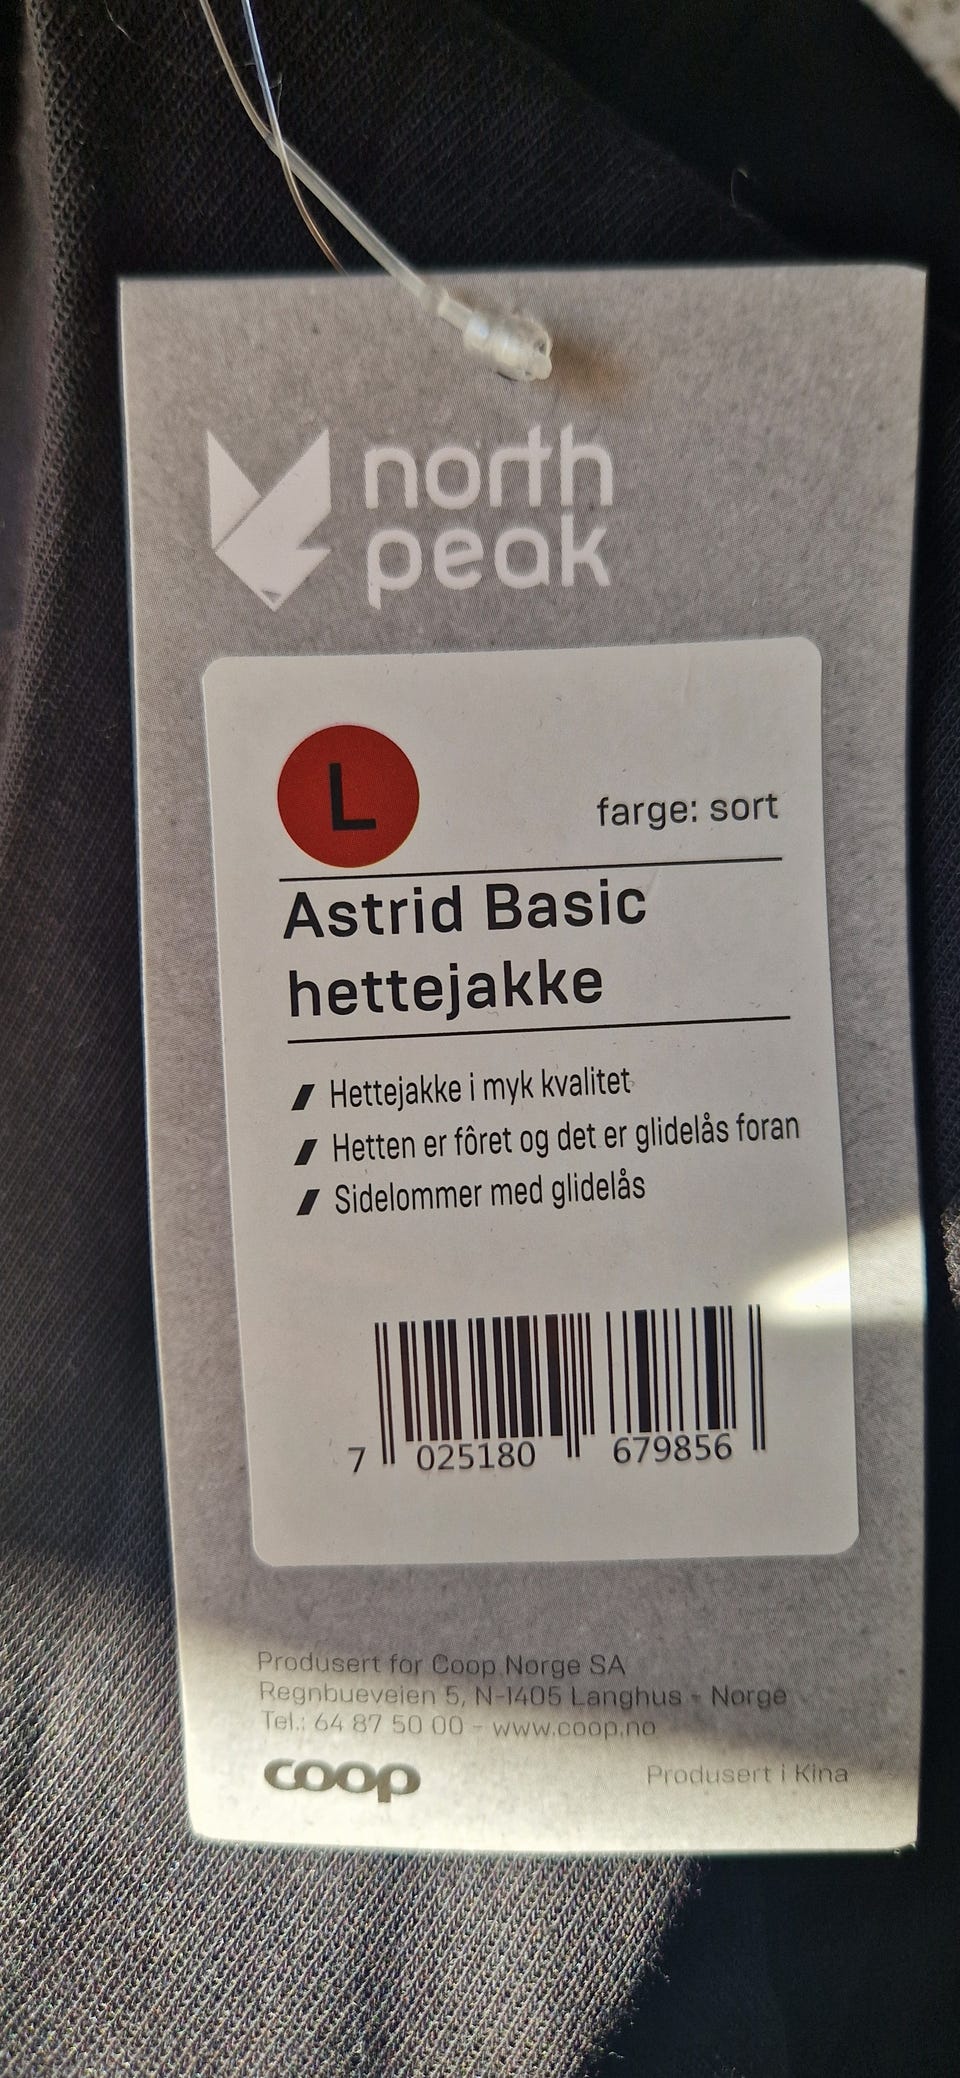 north
peak
L
farge: sort
Astrid Basic
hettejakke
Hettejakke i myk kvalitet
Hetten er fôret og det er glidelås foran
Sidelommer med glidelås
7 025180 679856
Produsert for Coop Norge SA
Regnbueveien 5, N-1405 Langhus - Norge
Tel.: 64 87 50 00 - www.coop.no
coop
Produsert i Kina